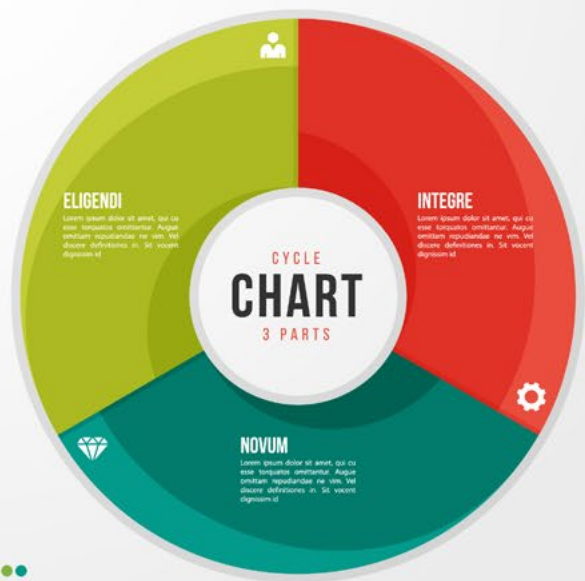 ELIGENDI
Lorem ipsum dolor sit amet, qui cu
esse torquatos omittantur. Augue
omittam repudiandae ne vim. Vel
discere definitiones in. Sit vocent
dignissim id
INTEGRE
Lorem ipsum dolor sit amet, qui cu
esse torquatos omittantur. Augue
omittam repudiandae ne vim. Vel
discere definitiones in. Sit vocent
dignissim id
CYCLE
CHART
3 PARTS
NOVUM
Lorem ipsum dolor sit amet, qui cu
esse torquatos omittantur. Augue
omittam repudiandae ne vim. Vel
discere definitiones in. Sit vocent
dignissim id